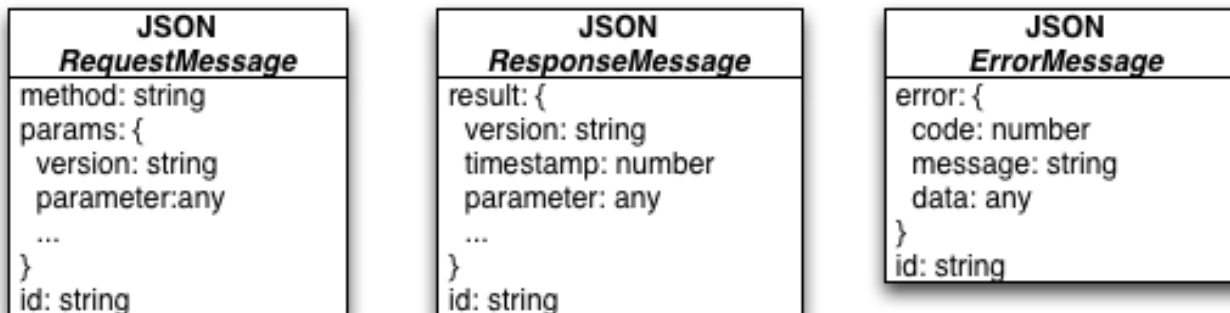 JSON
RequestMessage
method: string
params: {
version: string
parameter:any
...
}
id: string
JSON
ResponseMessage
result: {
version: string
timestamp: number
parameter: any
...
}
id: string
JSON
ErrorMessage
error: {
code: number
message: string
data: any
}
id: string